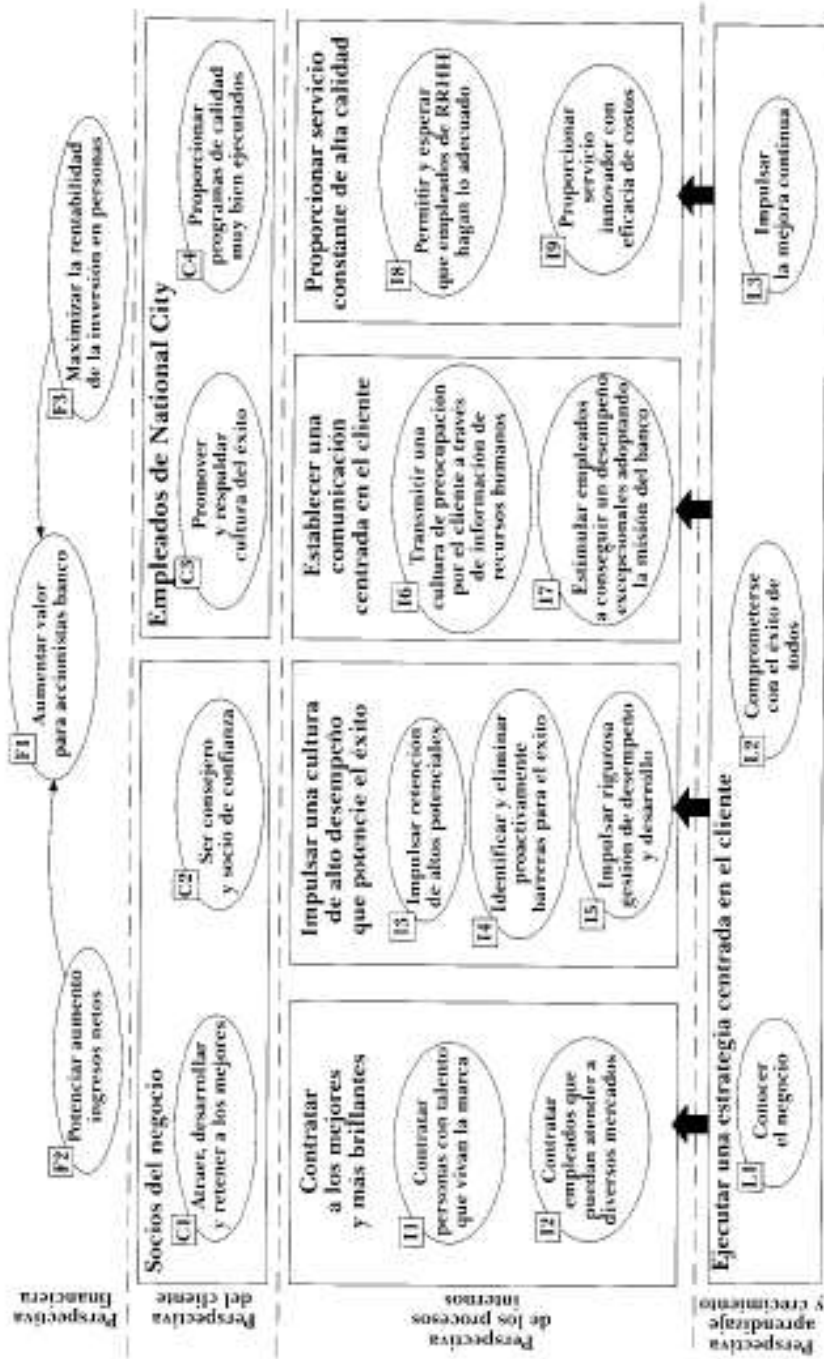 Perspectiva
financiera
F1
Aumentar valor
para accionistas banco
F2
Potenciar aumento
ingresos netos
F3
Maximizar la rentabilidad
de la inversión en personas
Perspectiva
del cliente
Socios del negocio
C1
Atraer, desarrollar
y retener a los mejores
C2
Ser consejero
y socio de confianza
Empleados de National City
C3
Promover
y respaldar
cultura del éxito
C4
Proporcionar
programas de calidad
muy bien ejecutados
Perspectiva
de los procesos
internos
Contratar
a los mejores
y más brillantes
I1
Contratar
personas con talento
que vivan la marca
I2
Contratar
empleados que
puedan atender a
diversos mercados
Impulsar una cultura
de alto desempeño
que potencie el éxito
I3
Impulsar retención
de altos potenciales
I4
Identificar y eliminar
proactivamente
barreras para el éxito
I5
Impulsar rigurosa
gestión de desempeño
y desarrollo
Establecer una
comunicación
centrada en el cliente
I6
Transmitir una
cultura de preocupación
por el cliente a través
de información de
recursos humanos
I7
Estimular empleados
a conseguir un desempeño
excepcionales adoptando
la misión del banco
Proporcionar servicio
constante de alta calidad
I8
Permitir y esperar
que empleados de RRHH
hagan lo adecuado
I9
Proporcionar
servicio
innovador con
eficacia de costos
Perspectiva
aprendizaje
y crecimiento
Ejecutar una estrategia centrada en el cliente
L1
Conocer
el negocio
L2
Comprometerse
con el éxito de
todos
L3
Impulsar
la mejora continua